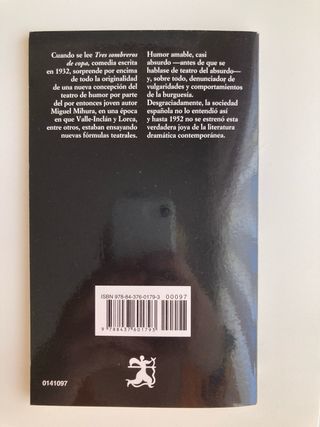 Cuando se lee Tres sombreros
de copa, comedia escrita
en 1932, sorprende por encima
de todo la originalidad
de una nueva concepción del
teatro de humor por parte
del por entonces joven autor
Miguel Mihura, en una época
en que Valle-Inclán y Lorca,
entre otros, estaban ensayando
nuevas fórmulas teatrales.
Humor amable, casi
absurdo —antes de que se
hablase de teatro del absurdo—
y, sobre todo, denunciador de
vulgaridades y comportamientos
de la burguesía.
Desgraciadamente, la sociedad
española no lo entendió así
y hasta 1952 no se estrenó esta
verdadera joya de la literatura
dramática contemporánea.
ISBN 978-84-376-0179-3
00097
9788437601793
0141097